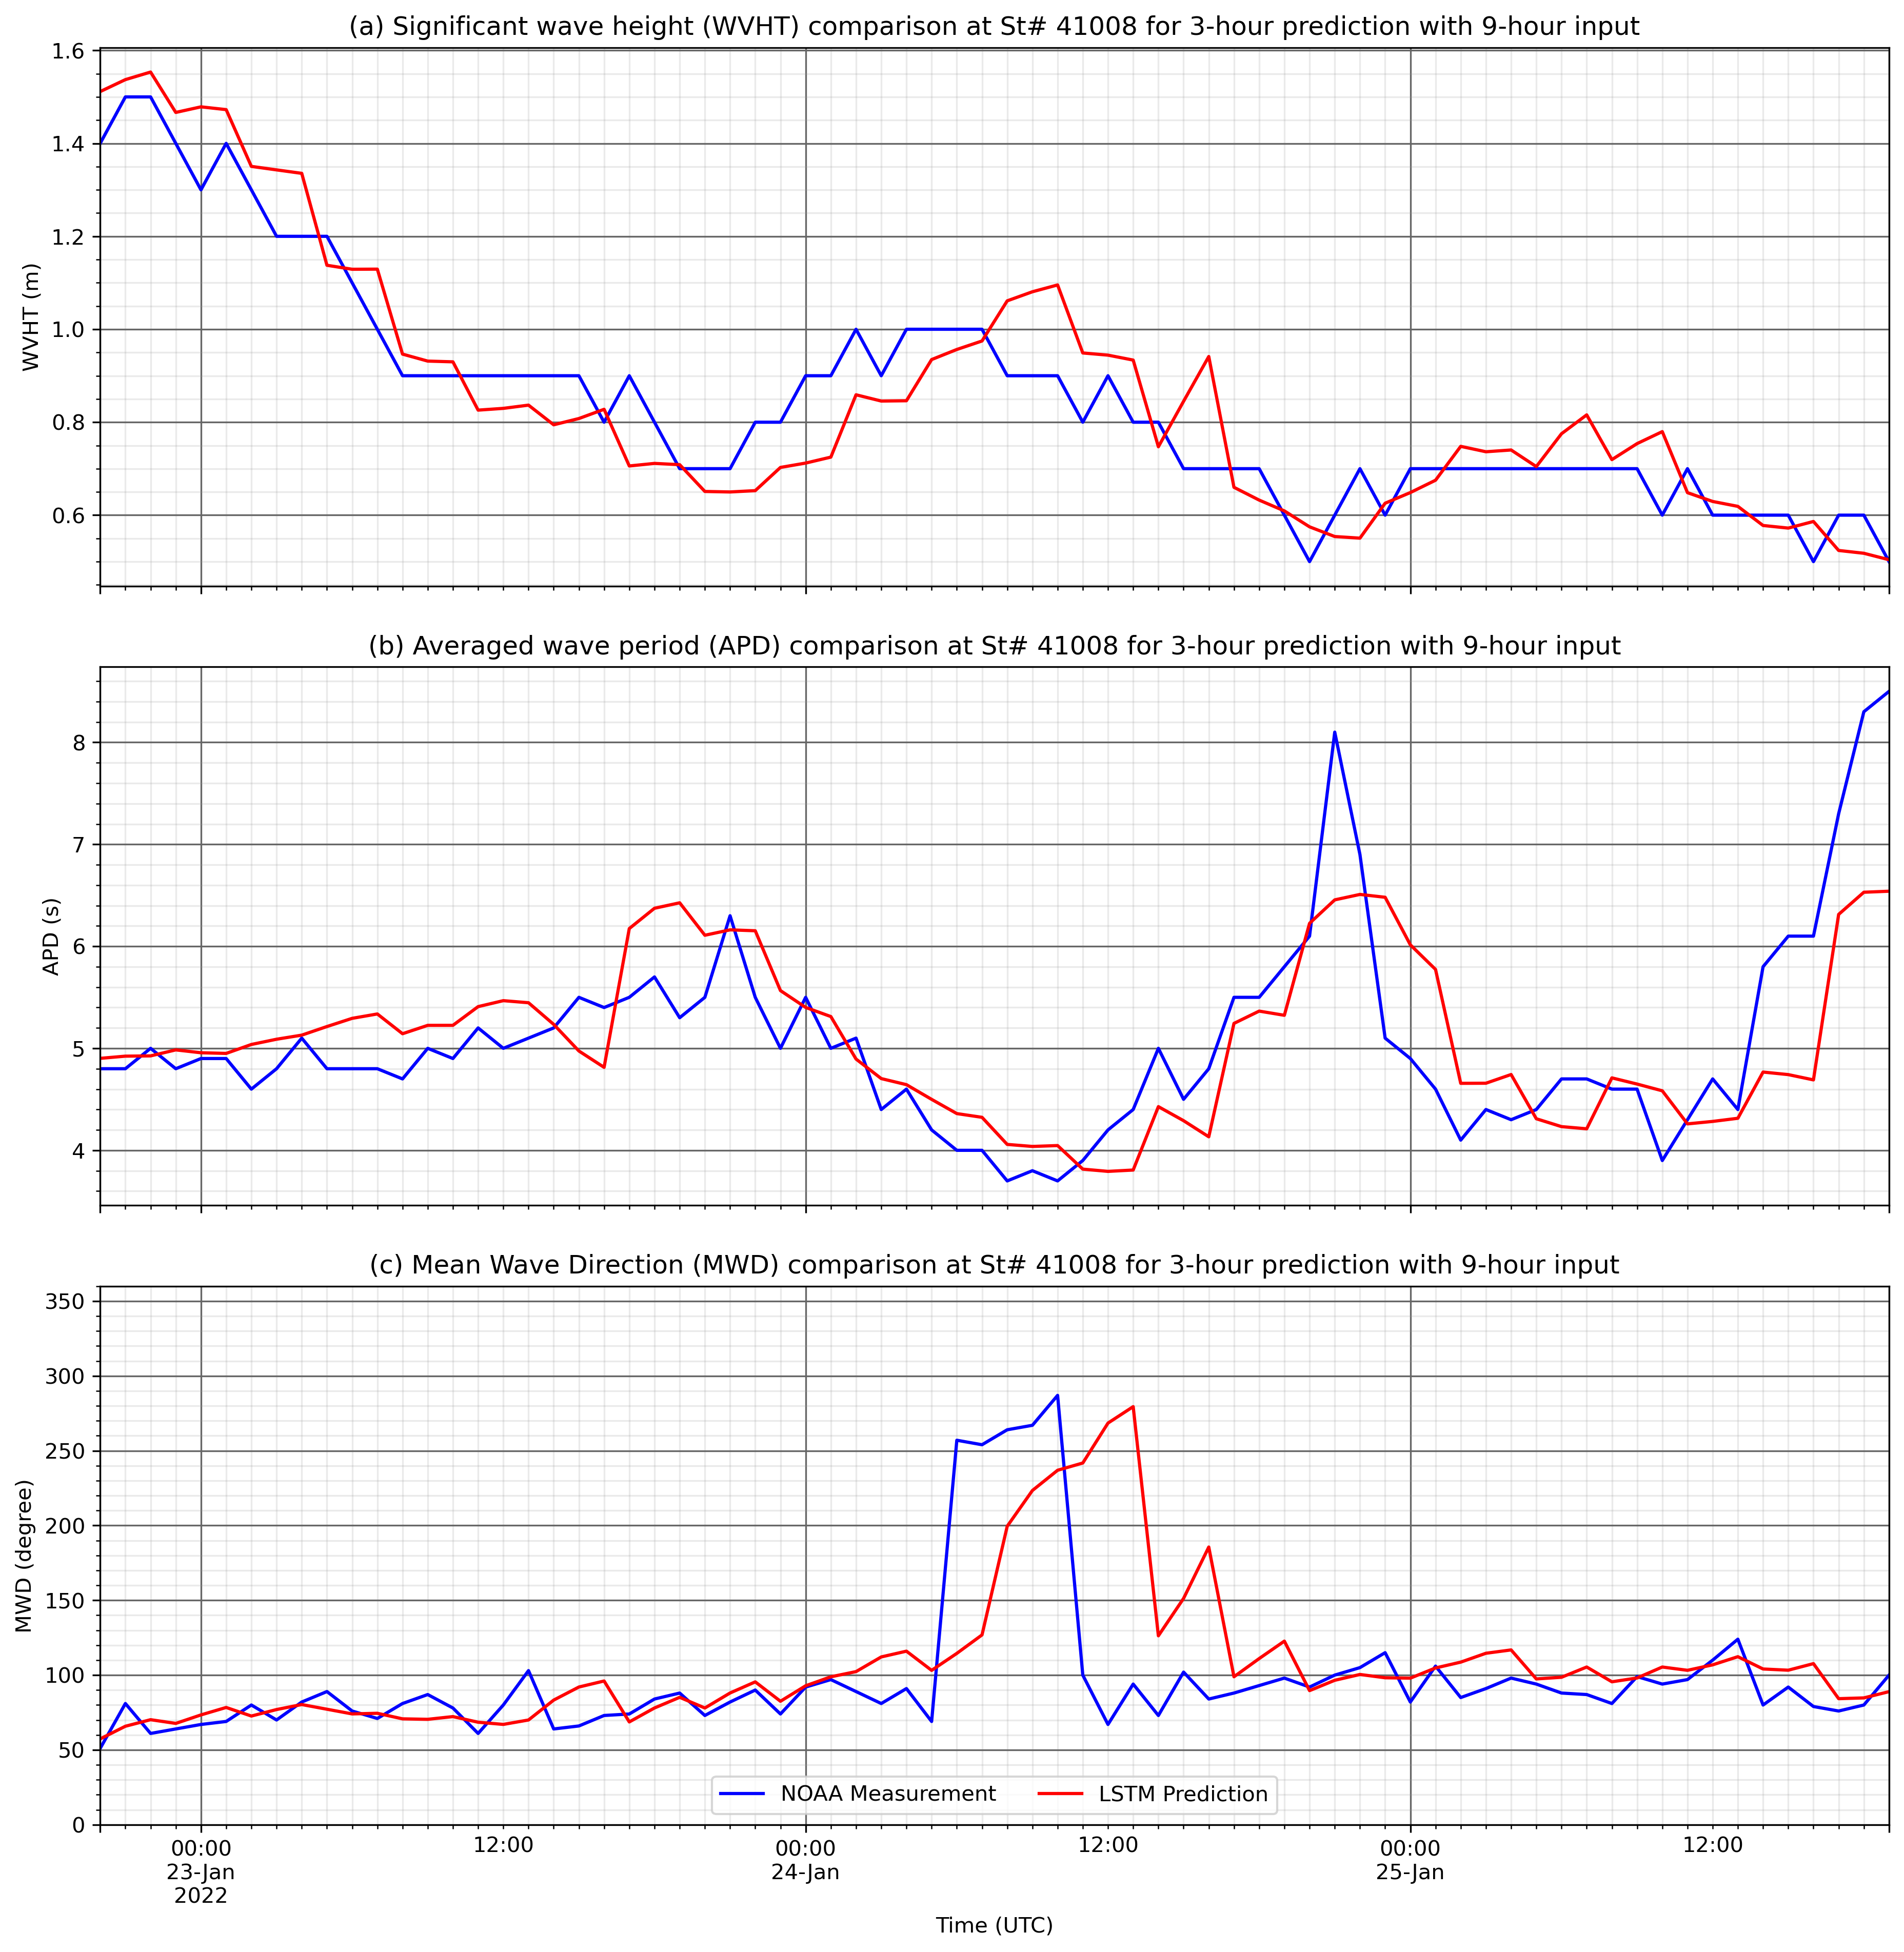 (a) Significant wave height (WVHT) comparison at St# 41008 for 3-hour prediction with 9-hour input
1.6
1.4
1.2
1.0
0.8
0.6
WVHT (m)
(b) Averaged wave period (APD) comparison at St# 41008 for 3-hour prediction with 9-hour input
8
7
6
5
4
APD (s)
(c) Mean Wave Direction (MWD) comparison at St# 41008 for 3-hour prediction with 9-hour input
350
300
250
200
150
100
50
0
MWD (degree)
NOAA Measurement
LSTM Prediction
00:00 12:00 00:00 12:00 00:00 12:00
23-Jan 24-Jan 25-Jan
2022
Time (UTC)